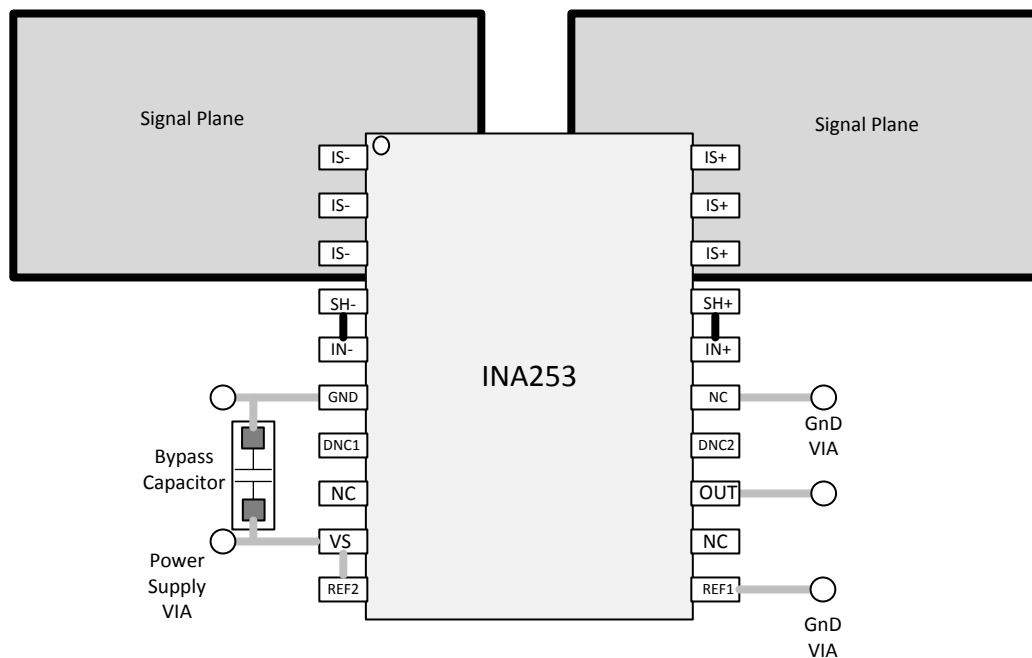 Signal Plane
Signal Plane
IS-
IS+
IS-
IS+
IS-
IS+
SH-
SH+
IN-
IN+
INA253
GND
NC
GnD
VIA
DNC1
DNC2
Bypass
Capacitor
NC
OUT
VS
NC
Power
Supply
VIA
REF2
REF1
GnD
VIA